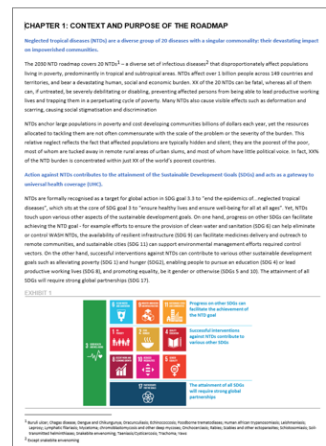 CHAPTER 1: CONTEXT AND PURPOSE OF THE ROADMAP
Neglected tropical diseases (NTDs) are a diverse group of 20 diseases with a singular commonality: their devastating impact
on impoverished communities.
The 2030 NTD roadmap covers 20 NTDs1 – a diverse set of infectious diseases2 that disproportionately affect populations
living in poverty, predominantly in tropical and subtropical areas. NTDs affect over 1 billion people across 149 countries and
territories, and bear a devastating human, social and economic burden. XX of the 20 NTDs can be fatal, whereas all of them
can, if untreated, be severely debilitating or disabling, preventing affected persons from being able to lead productive working
lives and trapping them in a perpetuating cycle of poverty. Many NTDs also cause visible effects such as deformation and
scarring, causing social stigmatisation and discrimination
NTDs anchor large populations in poverty and cost developing communities billions of dollars each year, yet the resources
allocated to tackling them are not often commensurate with the scale of the problem or the severity of the burden. This
relative neglect reflects the fact that affected populations are typically hidden and silent; they are the poorest of the poor,
most of whom are tucked away in remote rural areas of urban slums, and most of whom have little political voice. In fact, XX%
of the NTD burden is concentrated within just XX of the world's poorest countries.
Action against NTDs contributes to the attainment of the Sustainable Development Goals (SDGs) and acts as a gateway to
universal health coverage (UHC).
NTDs are formally recognised as a target for global action in SDG goal 3.3 to "end the epidemics of...neglected tropical
diseases", which sits at the core of SDG goal 3 to "ensure healthy lives and ensure well-being for all at all ages". Yet, NTDs
touch upon various other aspects of the sustainable development goals. On one hand, progress on other SDGs can facilitate
achieving the NTD goal - for example efforts to ensure the provision of clean water and sanitation (SDG 6) can help eliminate
or control WASH NTDs, the availability of resilient infrastructure (SDG 9) can facilitate medicines delivery and outreach to
remote communities, and sustainable cities (SDG 11) can support environmental management efforts required control
vectors. On the other hand, successful interventions against NTDs can contribute to various other sustainable development
goals such as alleviating poverty (SDG 1) and hunger (SDG2), enabling people to pursue an education (SDG 4) or lead
productive working lives (SDG 8), and promoting equality, be it gender or otherwise (SDGs 5 and 10). The attainment of all
SDGs will require strong global partnerships (SDG 17).
EXHIBIT 1
Progress on other SDGs can
facilitate the achievement of
the NTD goal
Successful interventions
against NTDs contribute to
various other SDGs
The attainment of all SDGs
will require strong global
partnerships